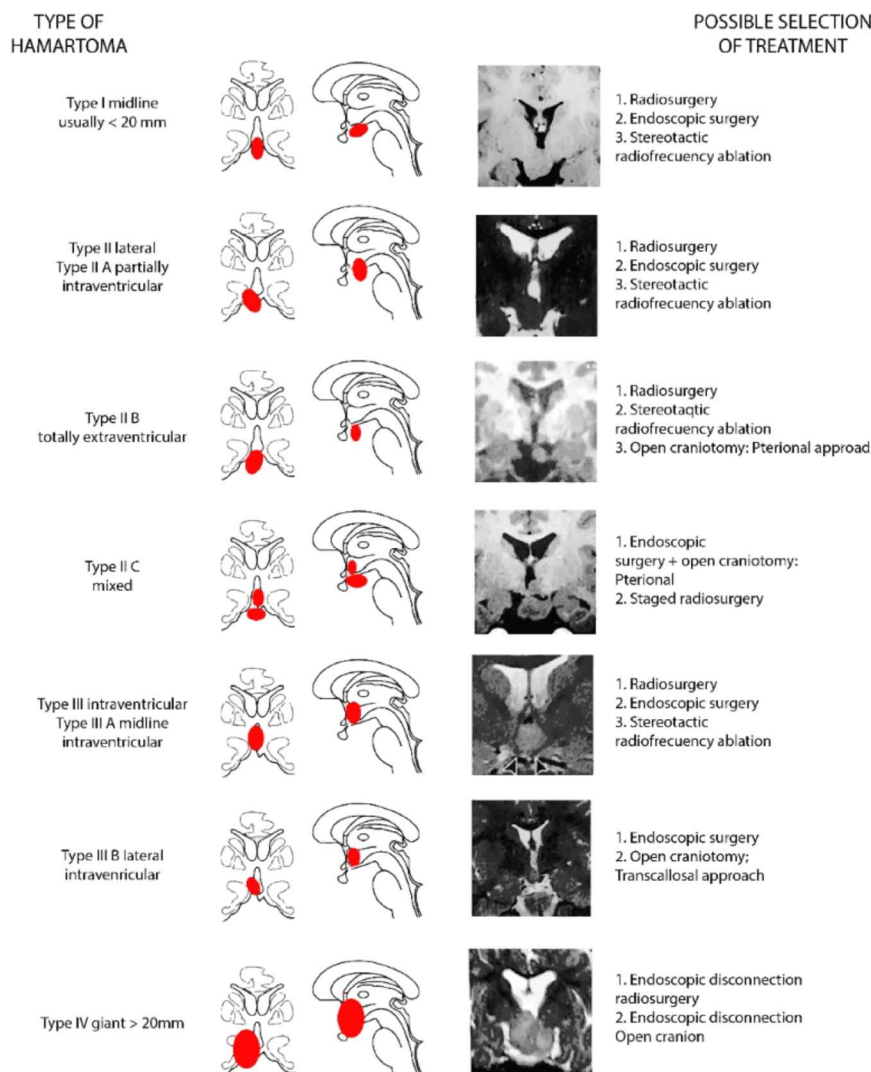 TYPE OF
HAMARTOMA
POSSIBLE SELECTION
OF TREATMENT
Type I midline
usually < 20 mm
1. Radiosurgery
2. Endoscopic surgery
3. Stereotactic
radiofrecuency ablation
Type II lateral
Type II A partially
intraventricular
1. Radiosurgery
2. Endoscopic surgery
3. Stereotactic
radiofrecuency ablation
Type II B
totally extraventricular
1. Radiosurgery
2. Stereotaqtic
radiofrecuency ablation
3. Open craniotomy: Pterional approad
Type II C
mixed
1. Endoscopic
surgery + open craniotomy:
Pterional
2. Staged radiosurgery
Type III intraventricular
Type III A midline
intraventricular
1. Radiosurgery
2. Endoscopic surgery
3. Stereotactic
radiofrecuency ablation
Type III B lateral
intravenricular
1. Endoscopic surgery
2. Open craniotomy;
Transcallosal approach
Type IV giant > 20mm
1. Endoscopic disconnection
radiosurgery
2. Endoscopic disconnection
Open cranion